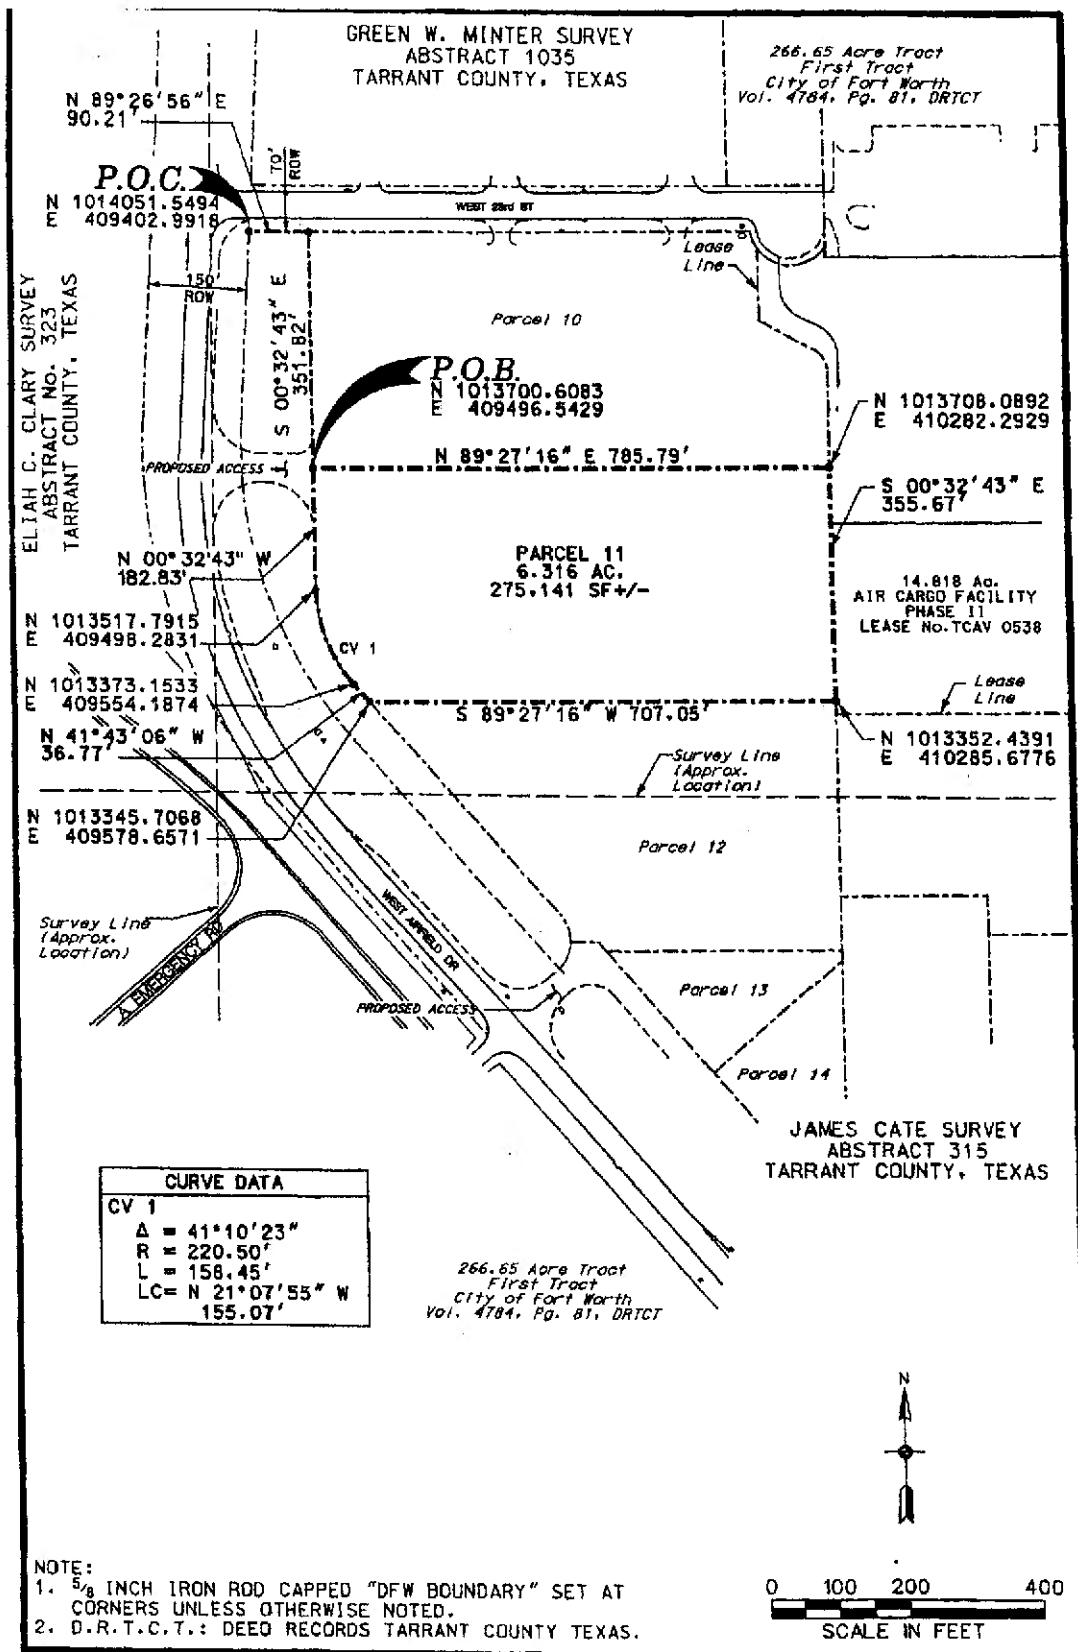 GREEN W. MINTER SURVEY
ABSTRACT 1035
TARRANT COUNTY, TEXAS
266.65 Acre Tract
First Tract
City of Fort Worth
Vol. 4784, Pg. 81, DRTCT
N 89°26'56" E
90.21'
70'
ROW
P.O.C.
N 1014051.5494
E 409402.9918
WEST 23rd ST
Lease
Line
150'
ROW
ELIAH C. CLARY SURVEY
ABSTRACT No. 323
TARRANT COUNTY, TEXAS
S 00°32'43" E
351.82'
Parcel 10
P.O.B.
N 1013700.6083
E 409496.5429
N 1013708.0892
E 410282.2929
N 89°27'16" E 785.79'
PROPOSED ACCESS
S 00°32'43" E
355.67'
N 00°32'43" W
182.83'
PARCEL 11
6.316 AC.
275,141 SF+/-
14.818 Ac.
AIR CARGO FACILITY
PHASE II
LEASE No. TCAV 0538
N 1013517.7915
E 409498.2831
CV 1
N 1013373.1533
E 409554.1874
Lease
Line
S 89°27'16" W 707.05'
N 41°43'06" W
36.77'
N 1013352.4391
E 410285.6776
Survey Line
(Approx.
Location)
N 1013345.7068
E 409578.6571
Parcel 12
Survey Line
(Approx.
Location)
WEST AIRFIELD DR
A EMERGENCY RD
PROPOSED ACCESS
Parcel 13
Parcel 14
JAMES CATE SURVEY
ABSTRACT 315
TARRANT COUNTY, TEXAS
CURVE DATA
CV 1
Δ = 41°10'23"
R = 220.50'
L = 158.45'
LC= N 21°07'55" W
155.07'
266.65 Acre Tract
First Tract
City of Fort Worth
Vol. 4784, Pg. 81, DRTCT
N
NOTE:
1. 5/8 INCH IRON ROD CAPPED "DFW BOUNDARY" SET AT
CORNERS UNLESS OTHERWISE NOTED.
2. D.R.T.C.T.: DEED RECORDS TARRANT COUNTY TEXAS.
0 100 200 400
SCALE IN FEET